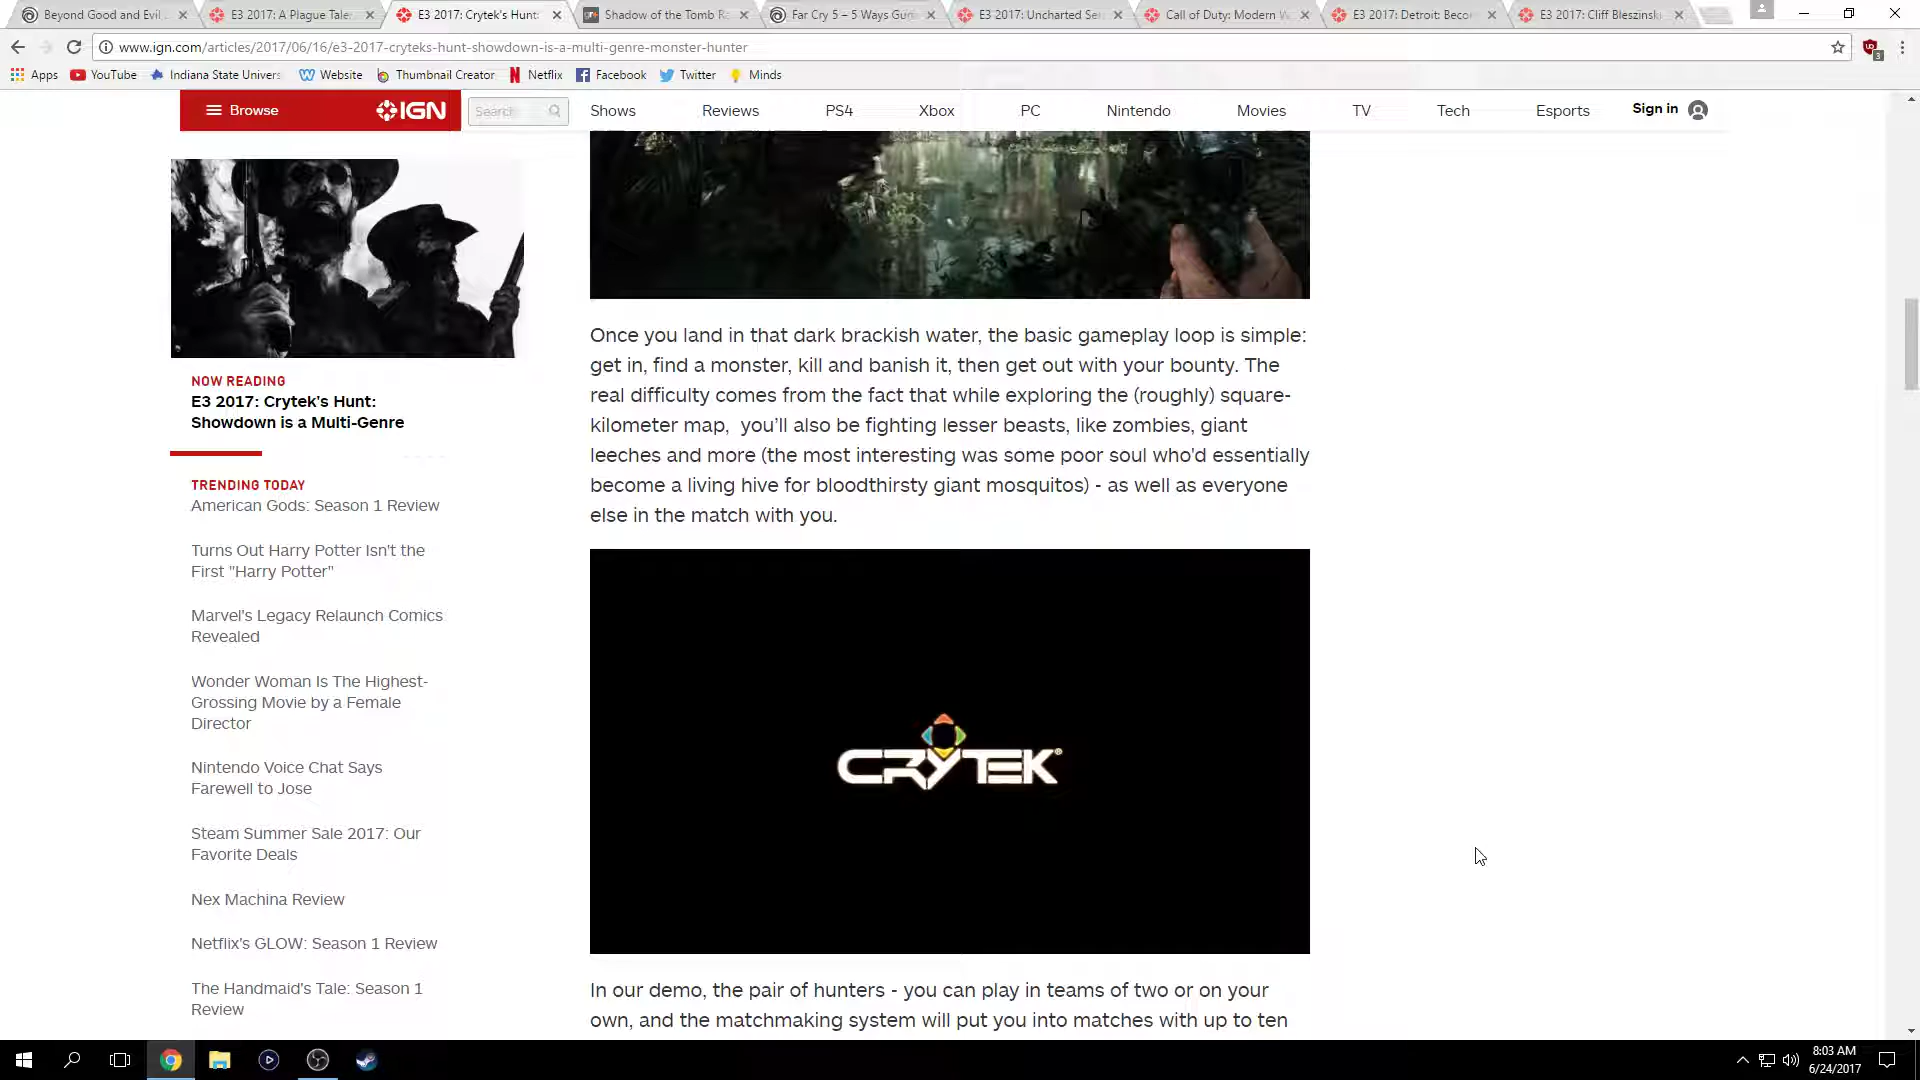 Beyond Good and Evil
E3 2017: A Plague Tale:
E3 2017: Crytek's Hunt:
Shadow of the Tomb R
Far Cry 5 – 5 Ways Gun
E3 2017: Uncharted
Call of Duty: Modern W
E3 2017: Detroit: Beco
E3 2017: Cliff Bleszinski
www.ign.com/articles/2017/06/16/e3-2017-cryteks-hunt-showdown-is-a-multi-genre-monster-hunter
3
Apps YouTube Indiana State Univers Website Thumbnail Creator Netflix Facebook Twitter Minds
Browse IGN Search Shows Reviews PS4 Xbox PC Nintendo Movies TV Tech Esports Sign in
NOW READING
E3 2017: Crytek's Hunt:
Showdown is a Multi-Genre
TRENDING TODAY
American Gods: Season 1 Review
Turns Out Harry Potter Isn't the
First "Harry Potter"
Marvel's Legacy Relaunch Comics
Revealed
Wonder Woman Is The Highest-
Grossing Movie by a Female
Director
Nintendo Voice Chat Says
Farewell to Jose
Steam Summer Sale 2017: Our
Favorite Deals
Nex Machina Review
Netflix's GLOW: Season 1 Review
The Handmaid's Tale: Season 1
Review
Once you land in that dark brackish water, the basic gameplay loop is simple:
get in, find a monster, kill and banish it, then get out with your bounty. The
real difficulty comes from the fact that while exploring the (roughly) square-
kilometer map, you'll also be fighting lesser beasts, like zombies, giant
leeches and more (the most interesting was some poor soul who'd essentially
become a living hive for bloodthirsty giant mosquitos) - as well as everyone
else in the match with you.
CRYTEK®
In our demo, the pair of hunters - you can play in teams of two or on your
own, and the matchmaking system will put you into matches with up to ten
8:03 AM
6/24/2017